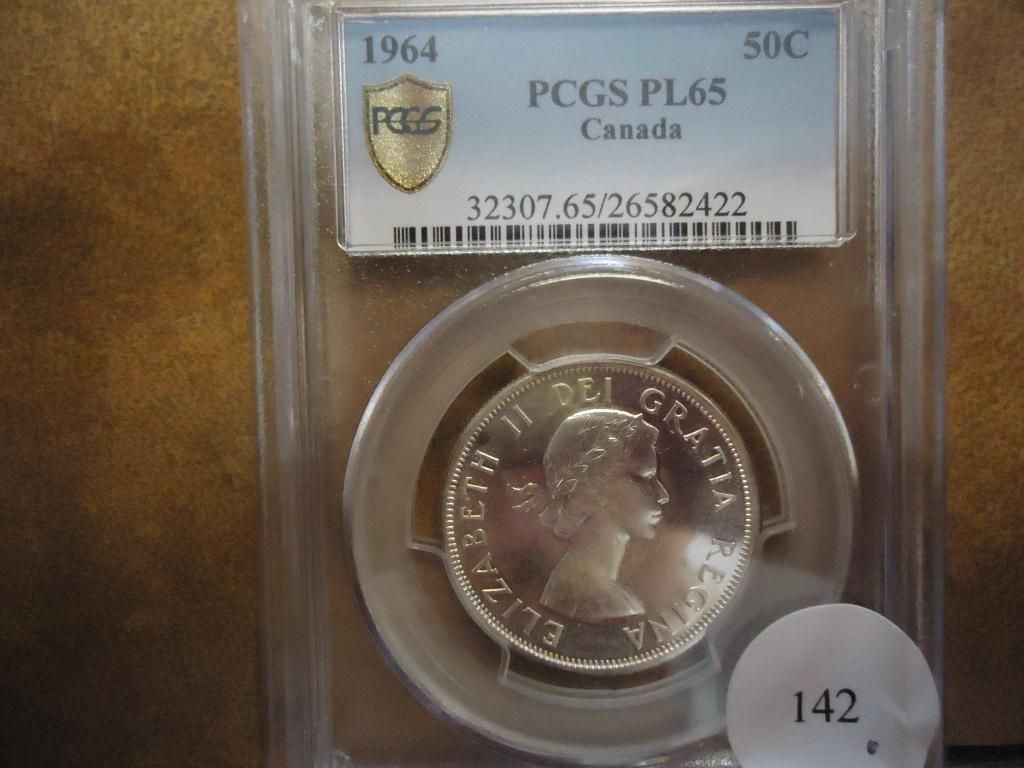 1964 50C
PCGS PL65
Canada
PCGS
32307.65/26582422
ELIZABETH II DEI GRATIA REGINA
142